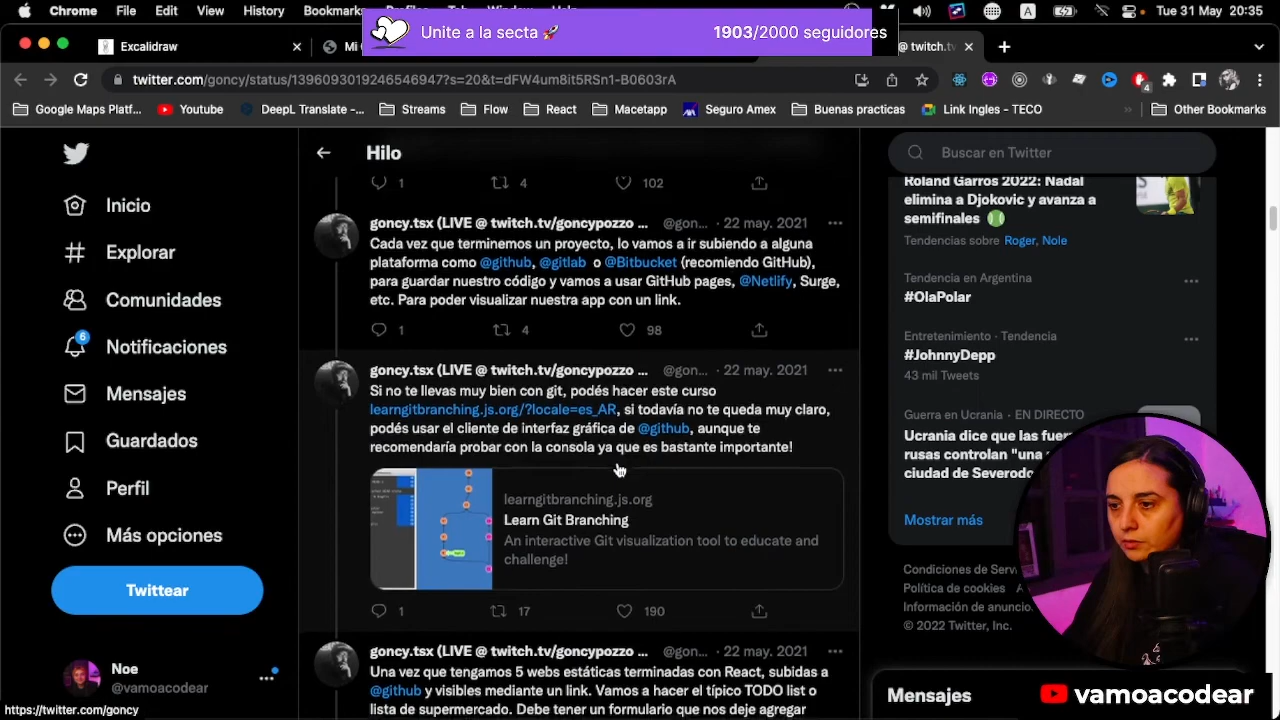 Chrome File Edit View History Bookmarks
Tue 31 May 20:35
Unite a la secta 🚀 1903/2000 seguidores
Excalidraw
@ twitch.tv
twitter.com/goncy/status/1396093019246546947?s=20&t=dFW4um8it5RSn1-B0603rA
4
Google Maps Platf... Youtube DeepL Translate -... Streams Flow React Macetapp Seguro Amex Buenas practicas Link Ingles - TECO » Other Bookmarks
Inicio
Explorar
Comunidades
6
Notificaciones
Mensajes
Guardados
Perfil
Más opciones
Twittear
Noe
@vamoacodear
https://twitter.com/goncy
Hilo
1 4 102
goncy.tsx (LIVE @ twitch.tv/goncypozzo ... @gon... · 22 may. 2021
Cada vez que terminemos un proyecto, lo vamos a ir subiendo a alguna
plataforma como @github, @gitlab o @Bitbucket (recomiendo GitHub),
para guardar nuestro código y vamos a usar GitHub pages, @Netlify, Surge,
etc. Para poder visualizar nuestra app con un link.
1 4 98
goncy.tsx (LIVE @ twitch.tv/goncypozzo ... @gon... · 22 may. 2021
Si no te llevas muy bien con git, podés hacer este curso
learngitbranching.js.org/?locale=es_AR, si todavía no te queda muy claro,
podés usar el cliente de interfaz gráfica de @github, aunque te
recomendaría probar con la consola ya que es bastante importante!
learngitbranching.js.org
Learn Git Branching
An interactive Git visualization tool to educate and
challenge!
1 17 190
goncy.tsx (LIVE @ twitch.tv/goncypozzo ... @gon... · 22 may. 2021
Una vez que tengamos 5 webs estáticas terminadas con React, subidas a
@github y visibles mediante un link. Vamos a hacer el típico TODO list o
lista de supermercado. Debe tener un formulario que nos deje agregar
Buscar en Twitter
Roland Garros 2022: Nadal
elimina a Djokovic y avanza a
semifinales
Tendencias sobre Roger, Nole
Tendencia en Argentina
#OlaPolar
Entretenimiento · Tendencia
#JohnnyDepp
43 mil Tweets
Guerra en Ucrania · EN DIRECTO
Ucrania dice que las
rusas controlan "una
ciudad de
Mostrar más
Condiciones de
Política de cookies
Información de
© 2022 Twitter, Inc.
Mensajes
vamoacodear